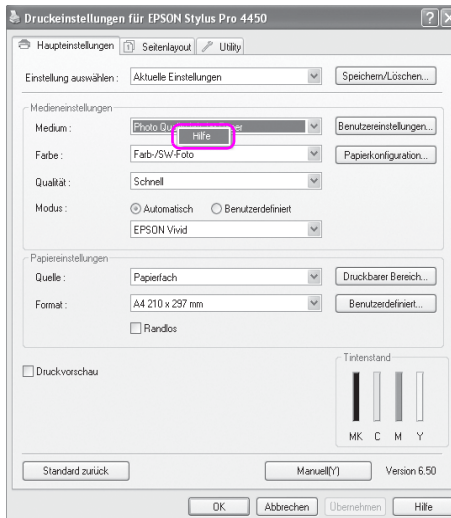 Druckeinstellungen für EPSON Stylus Pro 4450
Haupteinstellungen Seitenlayout Utility
Einstellung auswählen : Aktuelle Einstellungen Speichern/Löschen...
Medieneinstellungen
Medium : Photo Benutzereinstellungen...
Hilfe
Farbe : Farb-/SW-Foto Papierkonfiguration...
Qualität : Schnell
Modus : Automatisch Benutzerdefiniert
EPSON Vivid
Papiereinstellungen
Quelle : Papierfach Druckbarer Bereich...
Format : A4 210 x 297 mm Benutzerdefiniert...
Randlos
Druckvorschau
Tintenstand
MK C M Y
Standard zurück Manuell(Y) Version 6.50
OK Abbrechen Übernehmen Hilfe